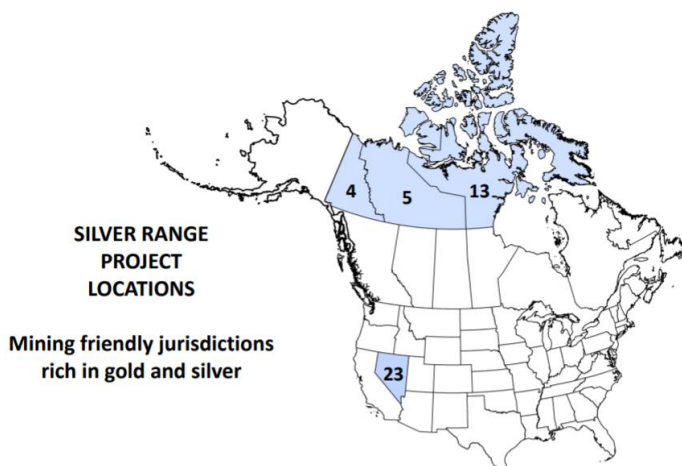 4
5
13
SILVER RANGE
PROJECT
LOCATIONS
Mining friendly jurisdictions
rich in gold and silver
23